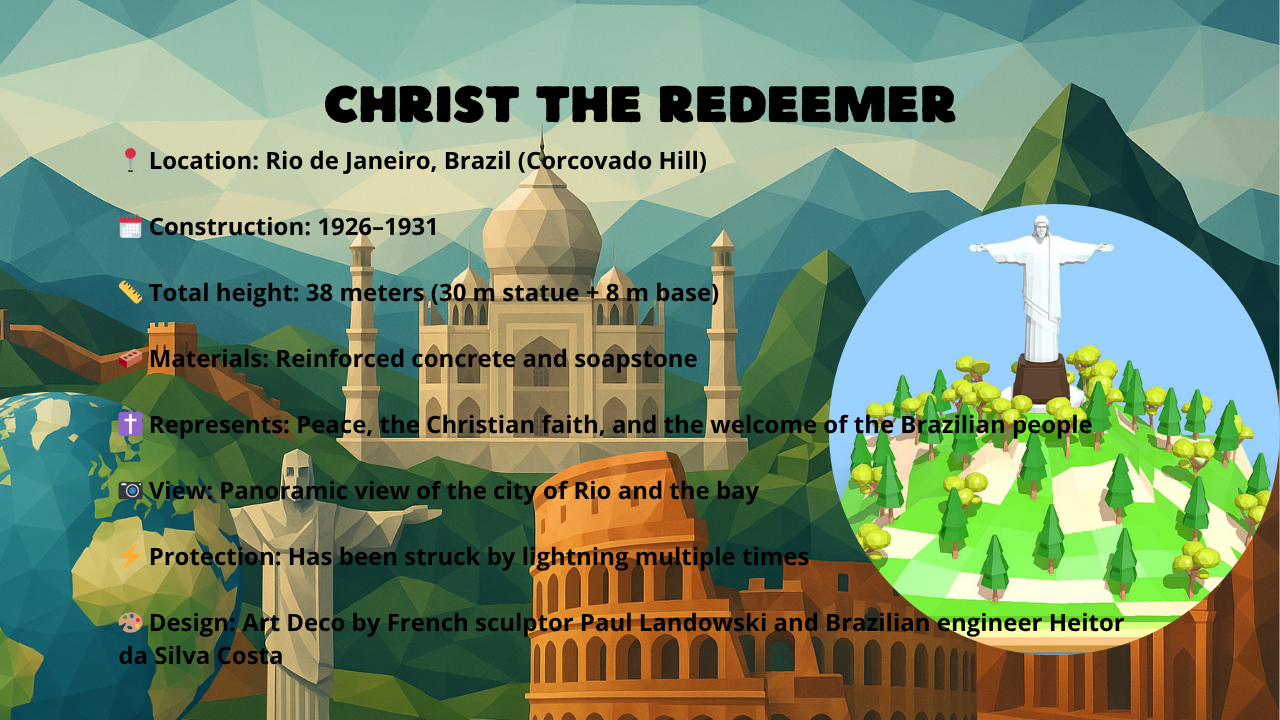 CHRIST THE REDEEMER
📍 Location: Rio de Janeiro, Brazil (Corcovado Hill)
📅 Construction: 1926–1931
📏 Total height: 38 meters (30 m statue + 8 m base)
🧱 Materials: Reinforced concrete and soapstone
✝️ Represents: Peace, the Christian faith, and the welcome of the Brazilian people
📷 View: Panoramic view of the city of Rio and the bay
⚡ Protection: Has been struck by lightning multiple times
🎨 Design: Art Deco by French sculptor Paul Landowski and Brazilian engineer Heitor
da Silva Costa